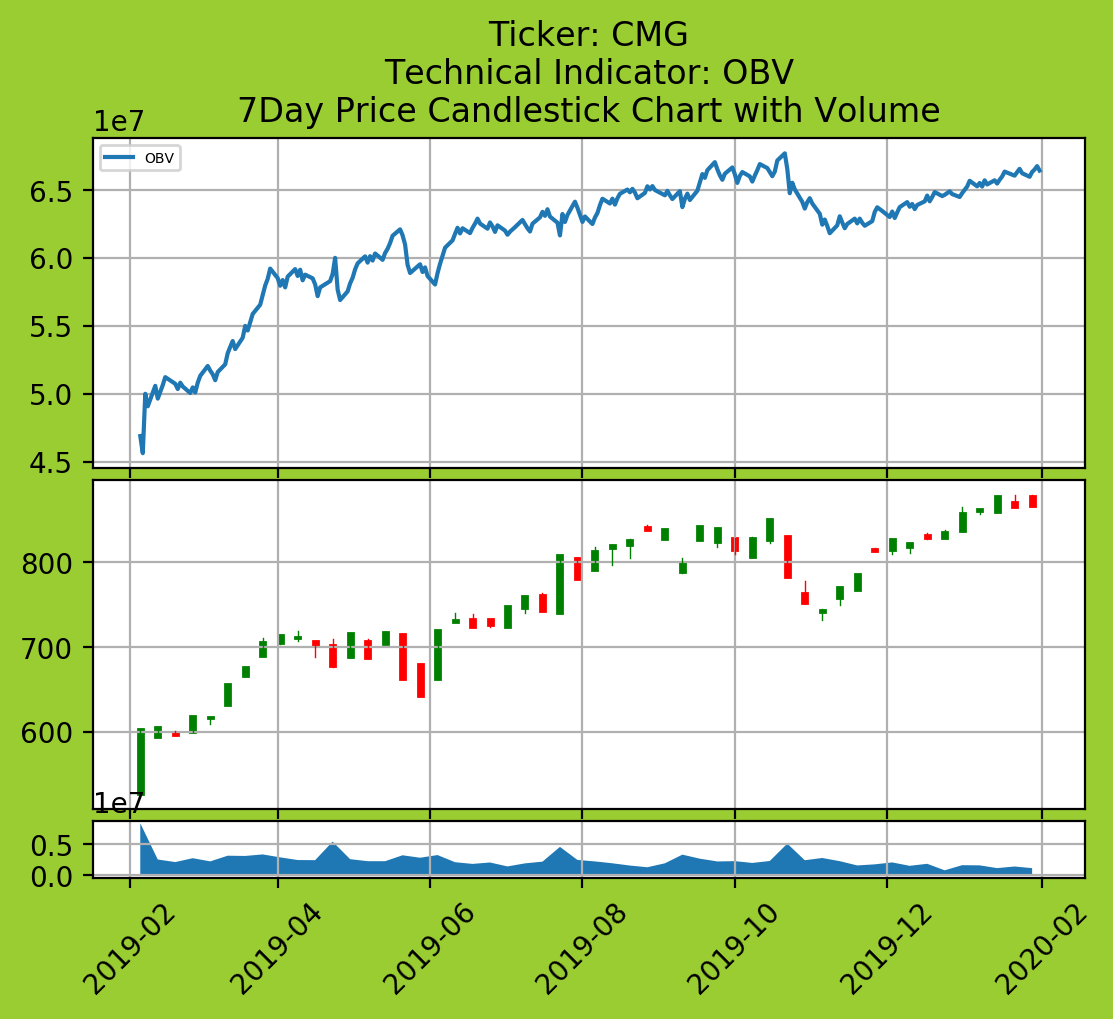 Ticker: CMG
Technical Indicator: OBV
7Day Price Candlestick Chart with Volume
1e7
OBV
6.5
6.0
5.5
5.0
4.5
800
700
600
1e7
0.5
0.0
2019-02
2019-04
2019-06
2019-08
2019-10
2019-12
2020-02